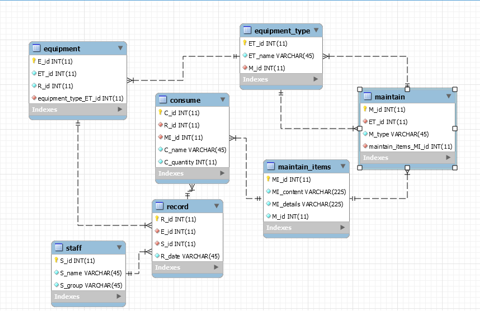 equipment
E_id INT(11)
ET_id INT(11)
R_id INT(11)
equipment_type_ET_id INT(11)
Indexes
equipment_type
ET_id INT(11)
ET_name VARCHAR(45)
M_id INT(11)
Indexes
maintain
M_id INT(11)
ET_id INT(11)
M_type VARCHAR(45)
maintain_items_MI_id INT(11)
Indexes
consume
C_id INT(11)
R_id INT(11)
MI_id INT(11)
C_name VARCHAR(45)
C_quantity INT(11)
Indexes
maintain_items
MI_id INT(11)
MI_content VARCHAR(225)
MI_details VARCHAR(225)
M_id INT(11)
Indexes
record
R_id INT(11)
E_id INT(11)
S_id INT(11)
R_date VARCHAR(45)
Indexes
staff
S_id INT(11)
S_name VARCHAR(45)
S_group VARCHAR(45)
Indexes